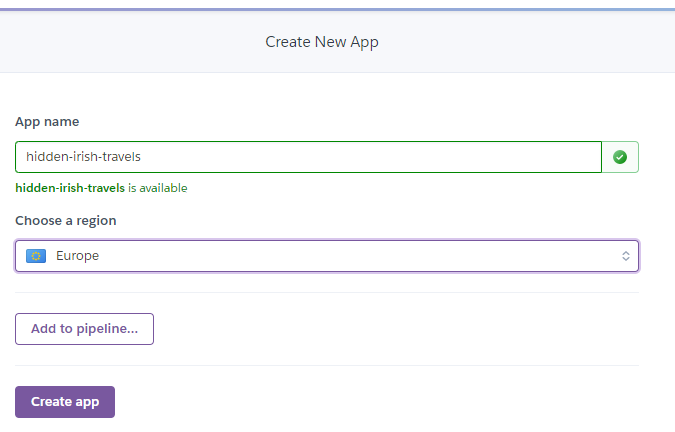 Create New App
App name
hidden-irish-travels
hidden-irish-travels is available
Choose a region
Europe
Add to pipeline...
Create app